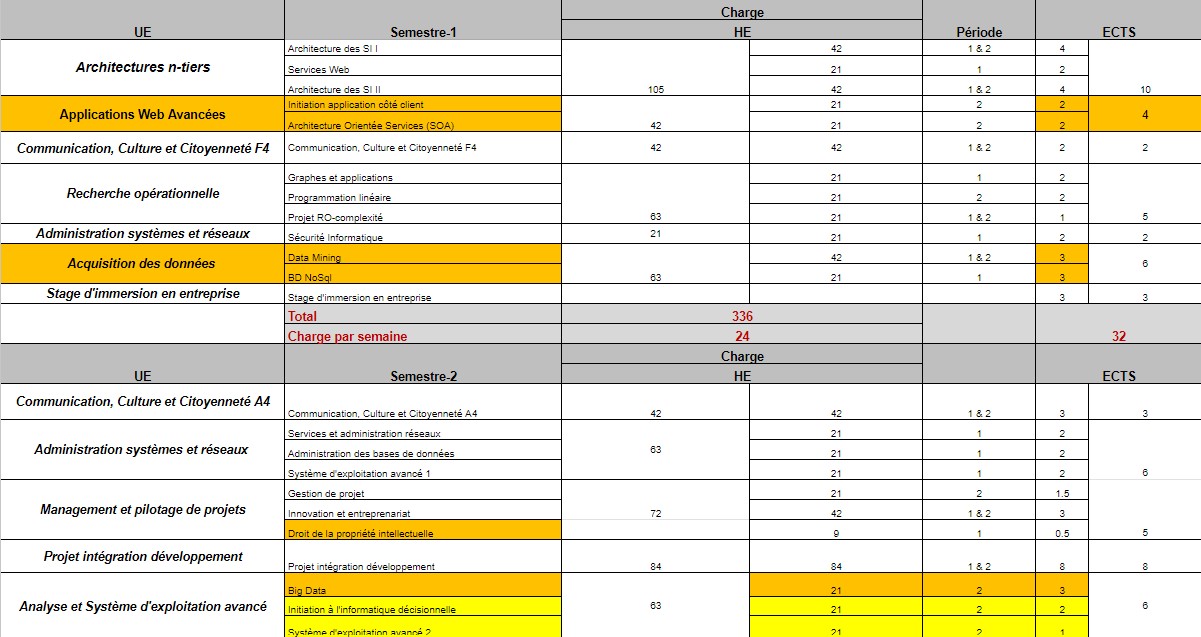 Charge
UE Semestre-1 HE Période ECTS
Architectures n-tiers
Architecture des SI I 42 1 & 2 4
Services Web 21 1 2
Architecture des SI II 105 42 1 & 2 4 10
Applications Web Avancées
Initiation application côté client 21 2 2
4
Architecture Orientée Services (SOA) 42 21 2 2
Communication, Culture et Citoyenneté F4 Communication, Culture et Citoyenneté F4 42 42 1 & 2 2 2
Recherche opérationnelle
Graphes et applications 21 1 2
Programmation linéaire 21 2 2
Projet RO-complexité 63 21 1 & 2 1 5
Administration systèmes et réseaux Sécurité Informatique 21 21 1 2 2
Acquisition des données
Data Mining 42 1 & 2 3
6
BD NoSql 63 21 1 3
Stage d'immersion en entreprise Stage d'immersion en entreprise 3 3
Total 336
Charge par semaine 24 32
Charge
UE Semestre-2 HE ECTS
Communication, Culture et Citoyenneté A4 Communication, Culture et Citoyenneté A4 42 42 1 & 2 3 3
Administration systèmes et réseaux
Services et administration réseaux 21 1 2
Administration des bases de données 63 21 1 2
Système d'exploitation avancé 1 21 1 2 6
Management et pilotage de projets
Gestion de projet 21 2 1.5
Innovation et entreprenariat 72 42 1 & 2 3
Droit de la propriété intellectuelle 9 1 0.5 5
Projet intégration développement Projet intégration développement 84 84 1 & 2 8 8
Analyse et Système d'exploitation avancé
Big Data 21 2 3
Initiation à l'informatique décisionnelle 63 21 2 2 6
Système d'exploitation avancé 2 21 2 1